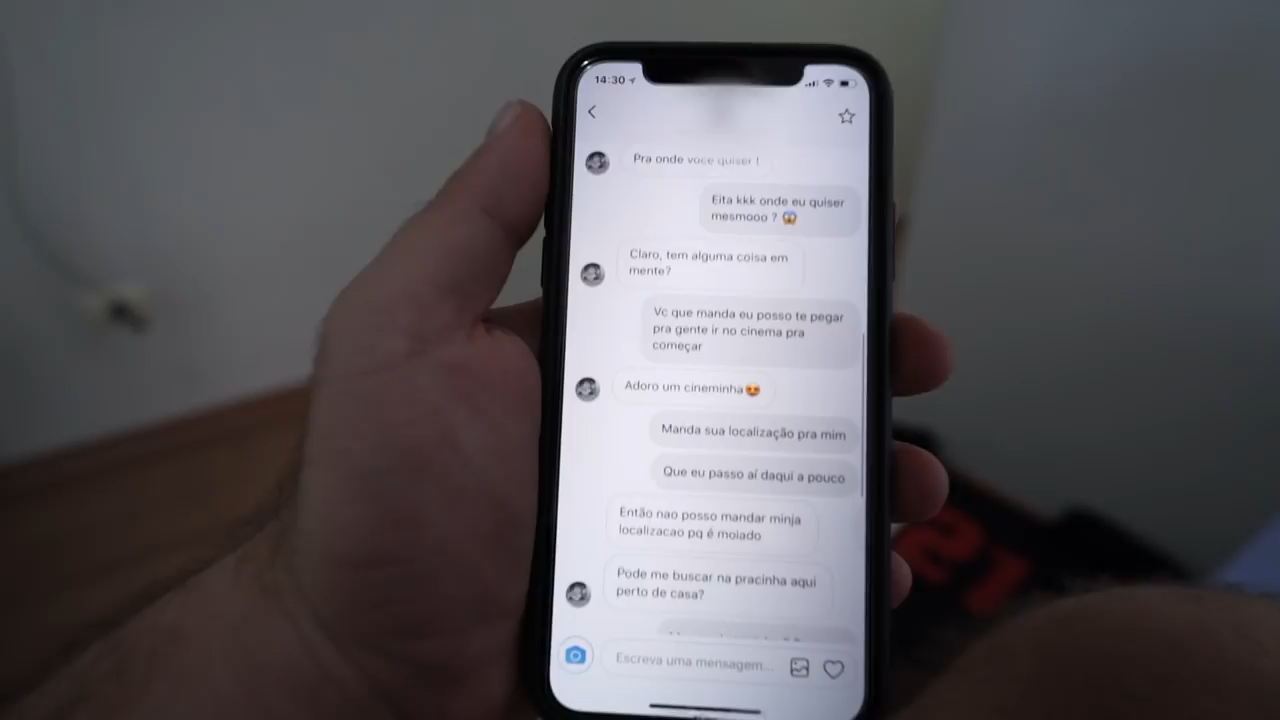 14:30
Pra onde voce quiser !
Eita kkk onde eu quiser
mesmooo ? 😱
Claro, tem alguma coisa em
mente?
Vc que manda eu posso te pegar
pra gente ir no cinema pra
começar
Adoro um cineminha😍
Manda sua localização pra mim
Que eu passo aí daqui a pouco
Então nao posso mandar minja
localizacao pq é moiado
Pode me buscar na pracinha aqui
perto de casa?
Escreva uma mensagem...
21